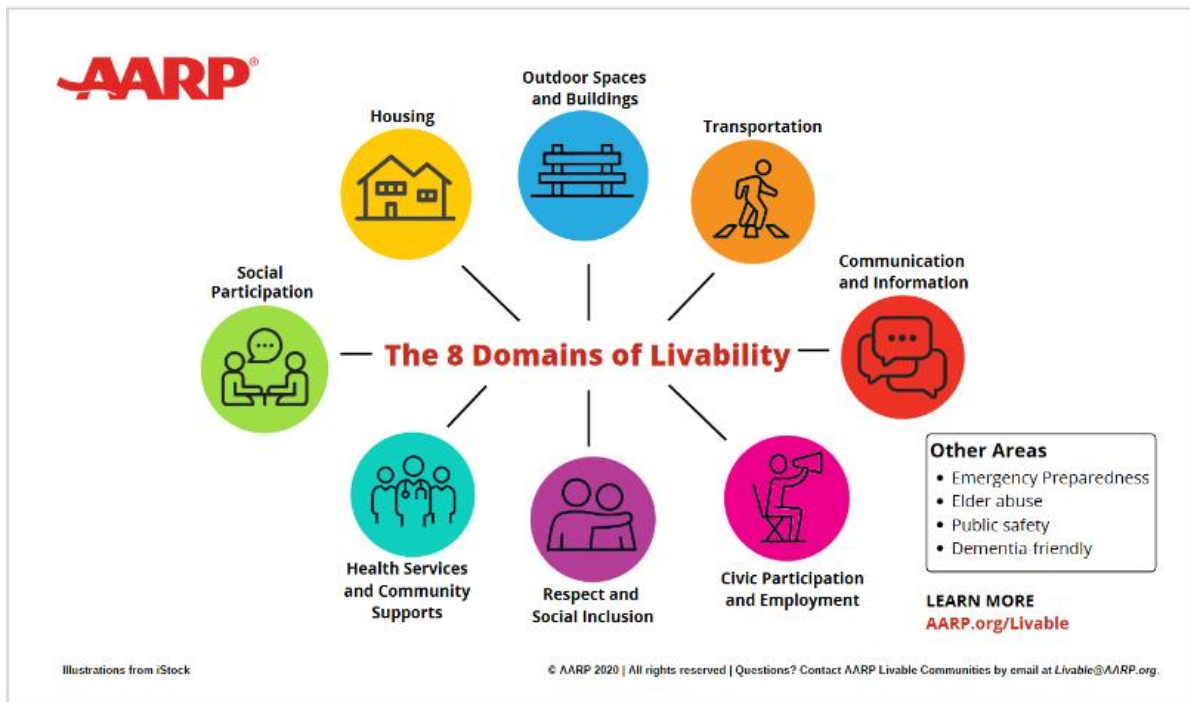 AARP®
Outdoor Spaces
and Buildings
Housing
Transportation
Social
Participation
Communication
and Information
The 8 Domains of Livability
Other Areas
• Emergency Preparedness
• Elder abuse
• Public safety
• Dementia-friendly
Health Services
and Community
Supports
Respect and
Social Inclusion
Civic Participation
and Employment
LEARN MORE
AARP.org/Livable
Illustrations from iStock
© AARP 2020 | All rights reserved | Questions? Contact AARP Livable Communities by email at Livable@AARP.org.